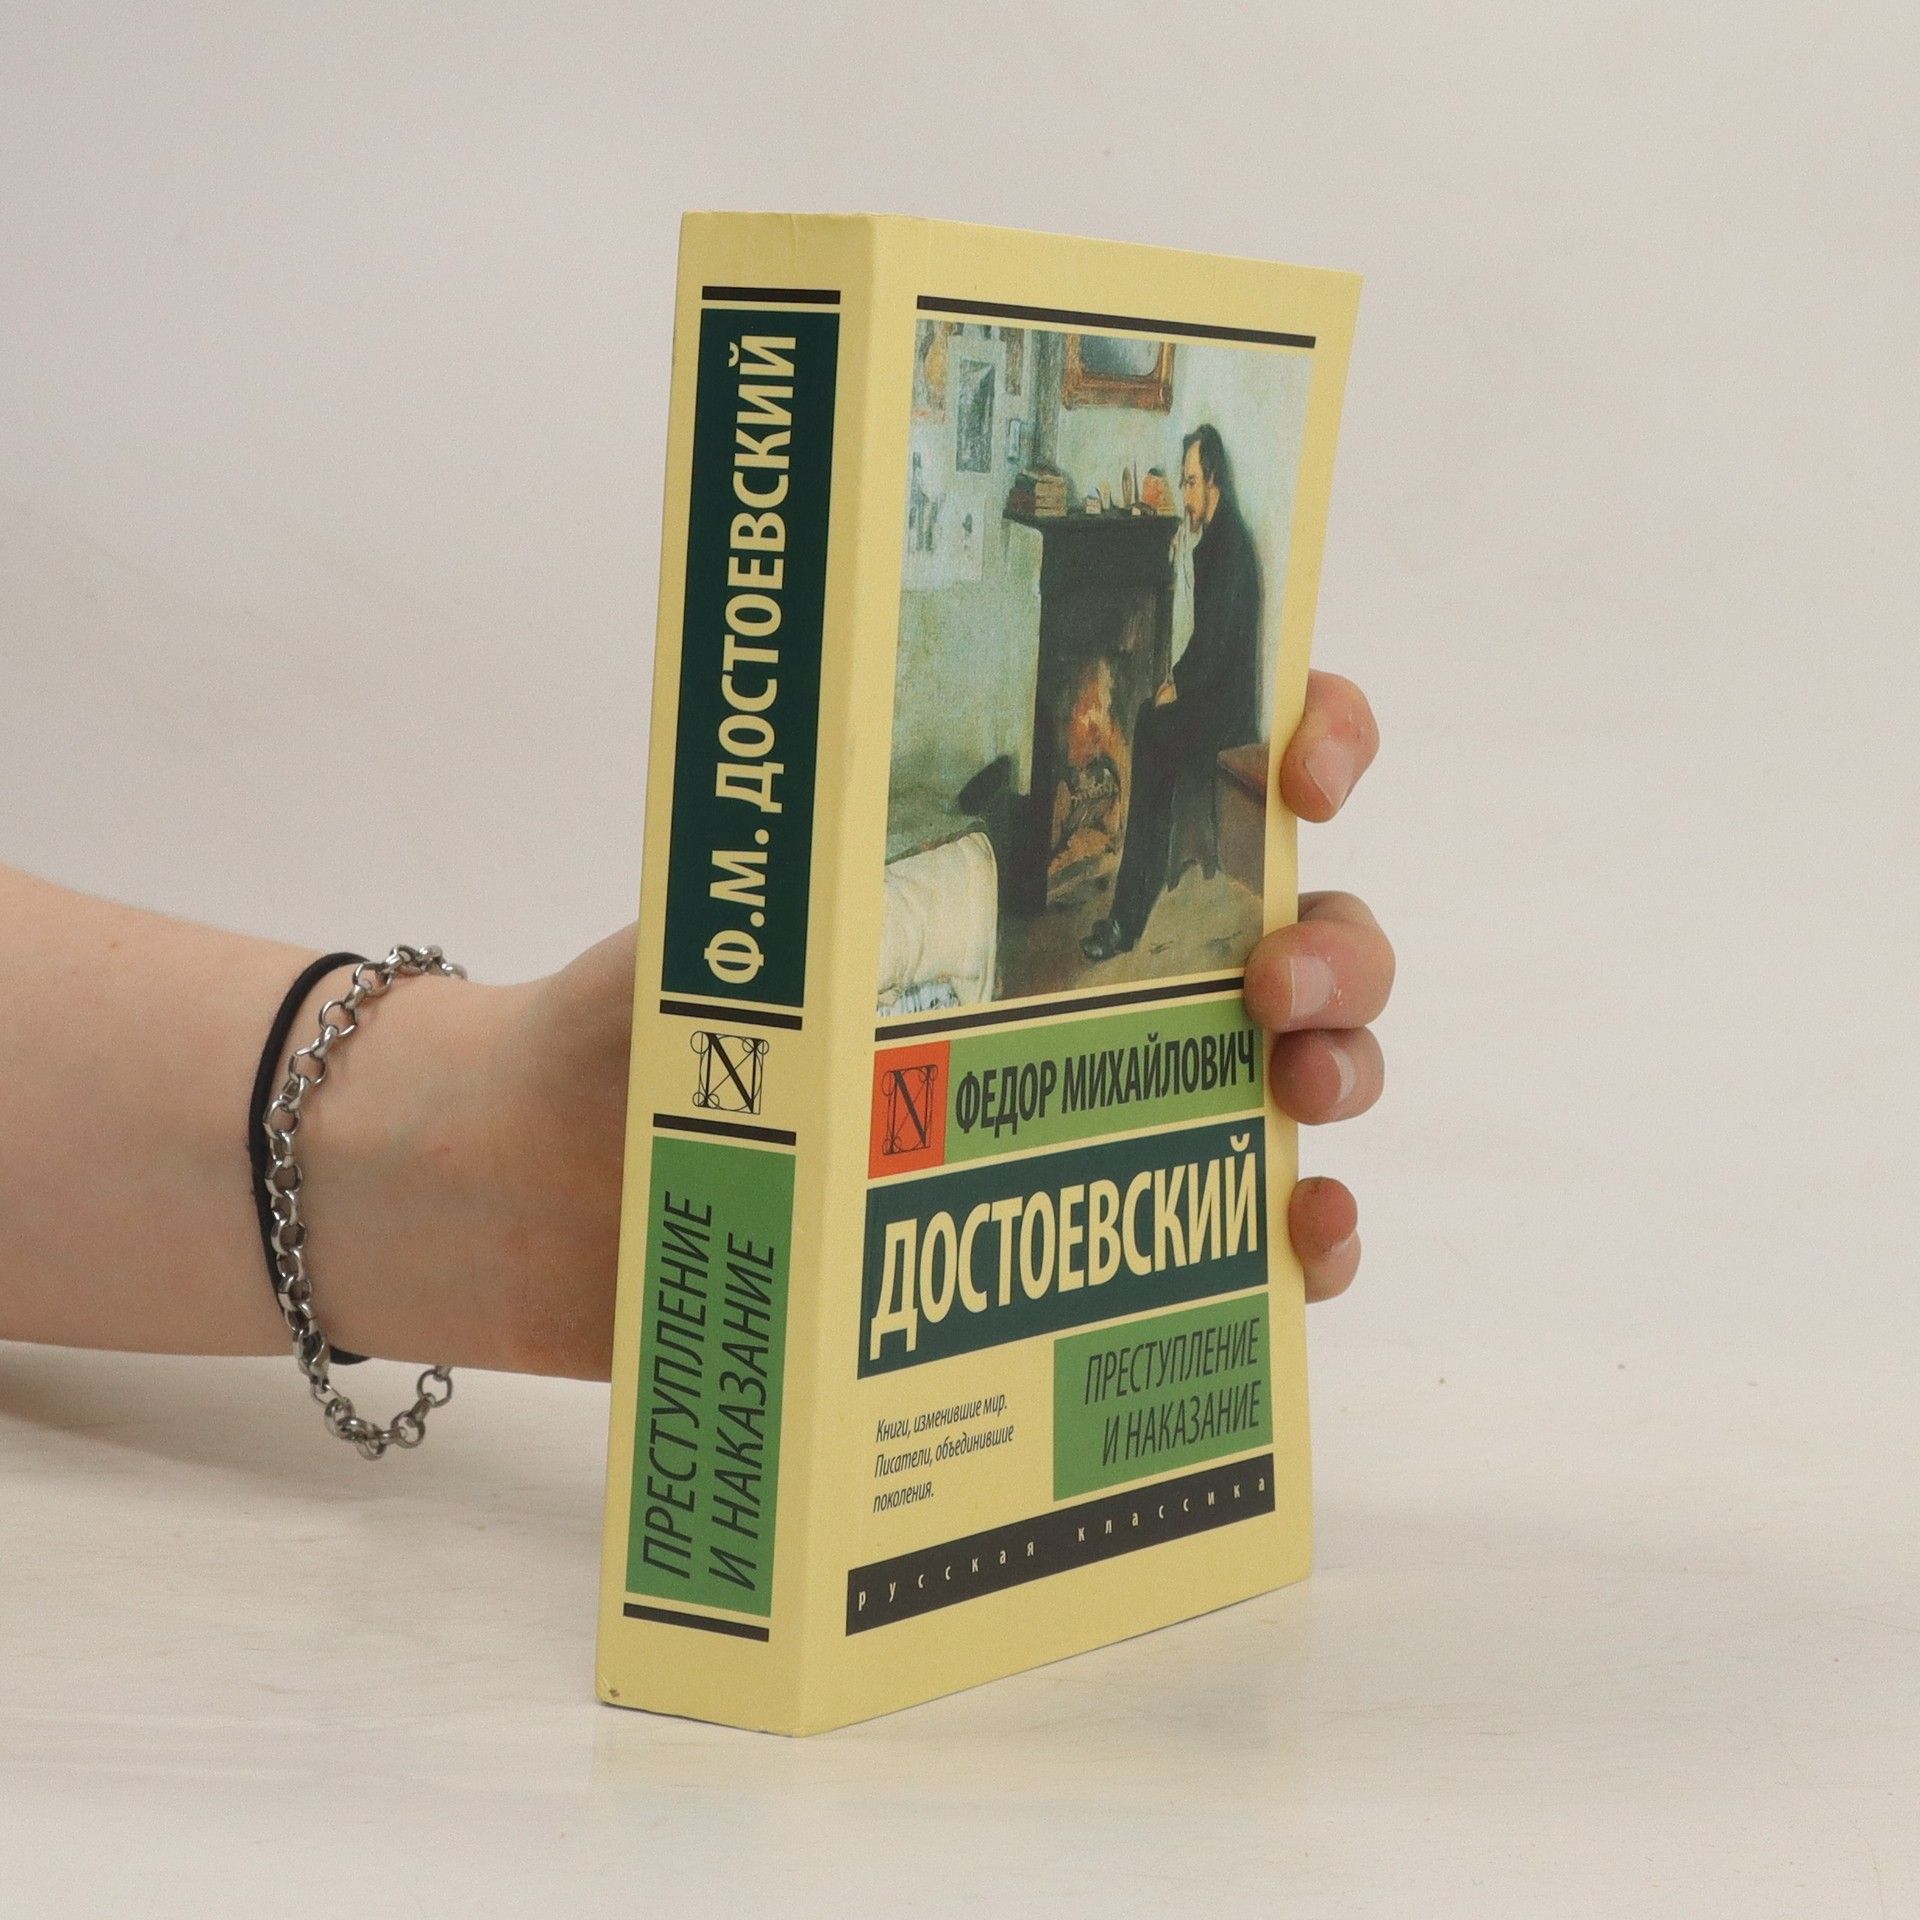 Ф.М. ДОСТОЕВСКИЙ
N
ПРЕСТУПЛЕНИЕ
И НАКАЗАНИЕ
N
ФЕДОР МИХАЙЛОВИЧ
ДОСТОЕВСКИЙ
ПРЕСТУПЛЕНИЕ
И НАКАЗАНИЕ
Книги, изменившие мир.
Писатели, объединившие
поколения.
русская классика